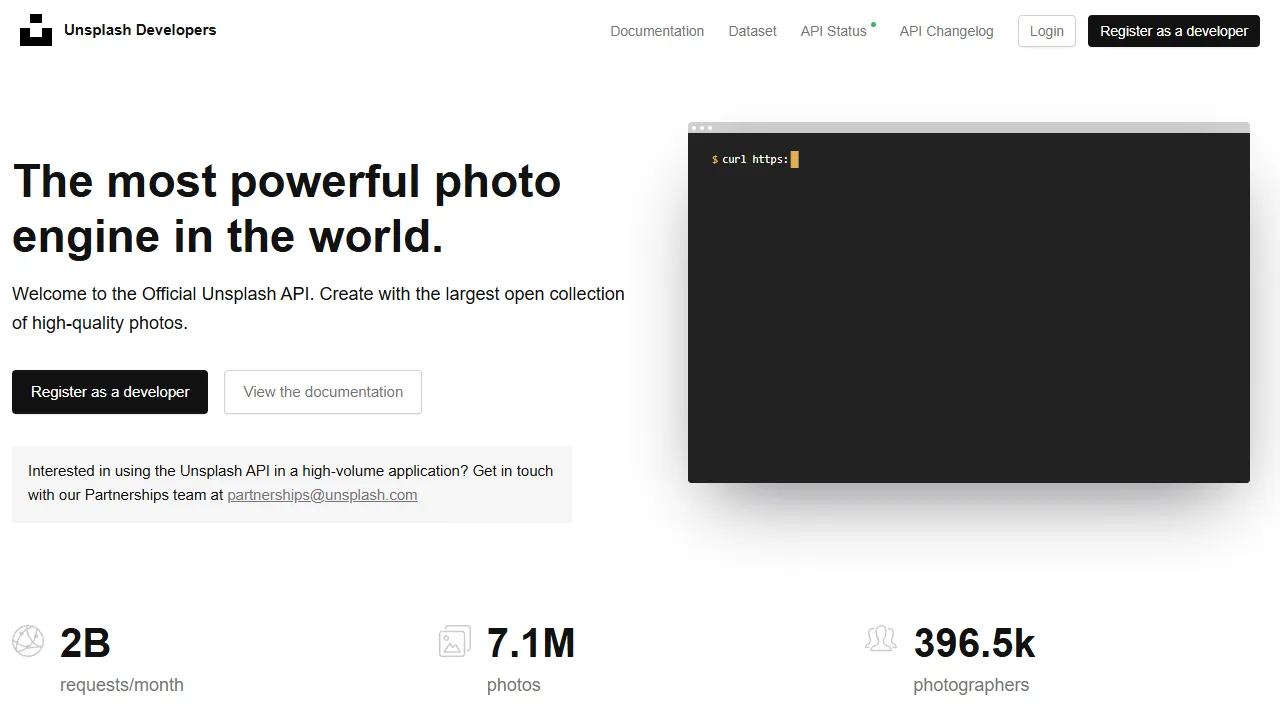 Unsplash Developers
Documentation
Dataset
API Status
API Changelog
Login
Register as a developer
The most powerful photo
engine in the world.
Welcome to the Official Unsplash API. Create with the largest open collection
of high-quality photos.
Register as a developer
View the documentation
Interested in using the Unsplash API in a high-volume application? Get in touch
with our Partnerships team at partnerships@unsplash.com
$ curl https:
2B
requests/month
7.1M
photos
396.5k
photographers